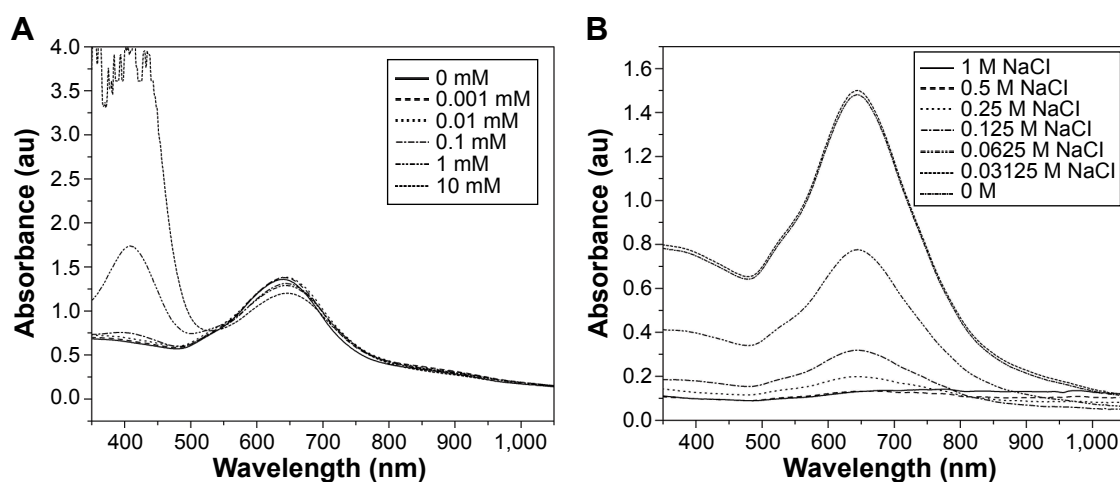 A
Absorbance (au)
4.0
3.5
3.0
2.5
2.0
1.5
1.0
0.5
0.0
400 500 600 700 800 900 1,000
Wavelength (nm)
0 mM
0.001 mM
0.01 mM
0.1 mM
1 mM
10 mM
B
Absorbance (au)
1.6
1.4
1.2
1.0
0.8
0.6
0.4
0.2
0.0
400 500 600 700 800 900 1,000
Wavelength (nm)
1 M NaCl
0.5 M NaCl
0.25 M NaCl
0.125 M NaCl
0.0625 M NaCl
0.03125 M NaCl
0 M